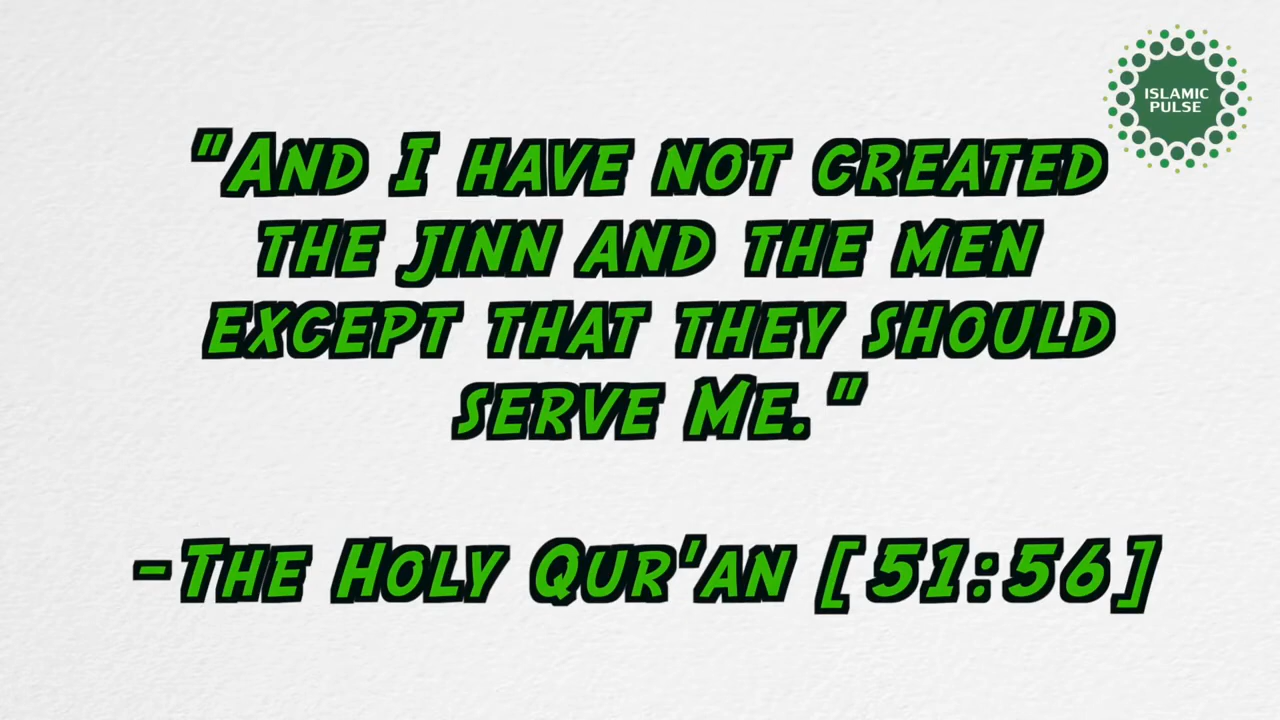 ISLAMIC
PULSE
"And I have not created
the jinn and the men
except that they should
serve Me."
-The Holy Qur'an [51:56]